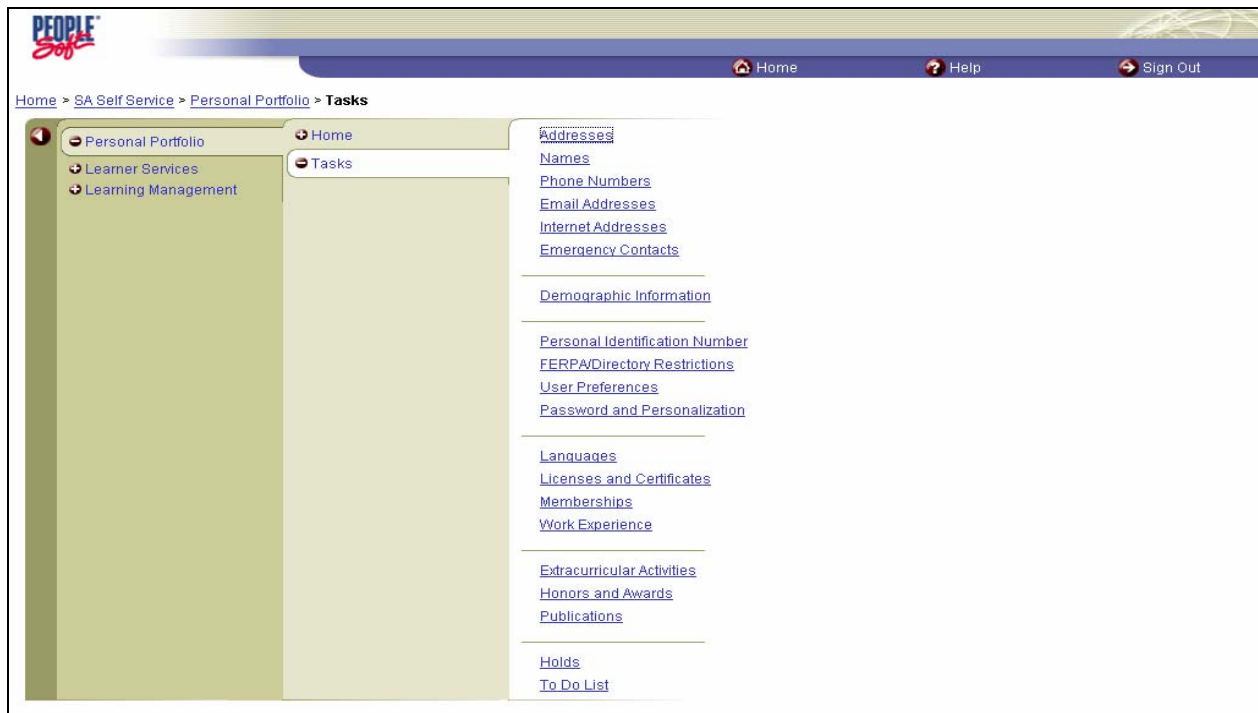 PEOPLE
Soft
Home Help Sign Out
Home > SA Self Service > Personal Portfolio > Tasks
Personal Portfolio
Learner Services
Learning Management
Home
Tasks
Addresses
Names
Phone Numbers
Email Addresses
Internet Addresses
Emergency Contacts
Demographic Information
Personal Identification Number
FERPA/Directory Restrictions
User Preferences
Password and Personalization
Languages
Licenses and Certificates
Memberships
Work Experience
Extracurricular Activities
Honors and Awards
Publications
Holds
To Do List